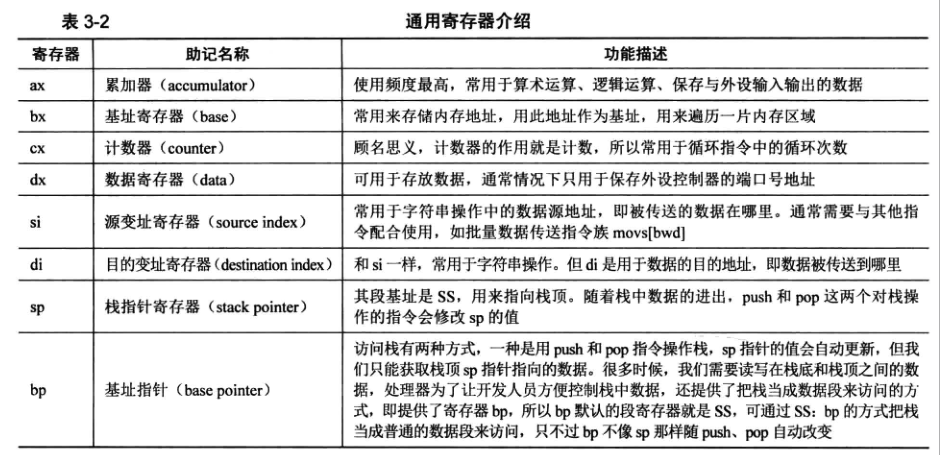 表 3-2 通用寄存器介绍
寄存器 助记名称 功能描述
ax 累加器（accumulator） 使用频度最高，常用于算术运算、逻辑运算、保存与外设输入输出的数据
bx 基址寄存器（base） 常用来存储内存地址，用此地址作为基址，用来遍历一片内存区域
cx 计数器（counter） 顾名思义，计数器的作用就是计数，所以常用于循环指令中的循环次数
dx 数据寄存器（data） 可用于存放数据，通常情况下只用于保存外设控制器的端口号地址
si 源变址寄存器（source index） 常用于字符串操作中的数据源地址，即被传送的数据在哪里。通常需要与其他指
令配合使用，如批量数据传送指令族 movs[bwd]
di 目的变址寄存器（destination index） 和 si 一样，常用于字符串操作。但 di 是用于数据的目的地址，即数据被传送到哪里
sp 栈指针寄存器（stack pointer） 其段基址是 SS，用来指向栈顶。随着栈中数据的进出，push 和 pop 这两个对栈操
作的指令会修改 sp 的值
bp 基址指针（base pointer） 访问栈有两种方式，一种是用 push 和 pop 指令操作栈，sp 指针的值会自动更新，但我
们只能获取栈顶 sp 指针指向的数据。很多时候，我们需要读写在栈底和栈顶之间的数
据，处理器为了让开发人员方便控制栈中数据，还提供了把栈当成数据段来访问的方
式，即提供了寄存器 bp，所以 bp 默认的段寄存器就是 SS，可通过 SS：bp 的方式把栈
当成普通的数据段来访问，只不过 bp 不像 sp 那样随 push、pop 自动改变